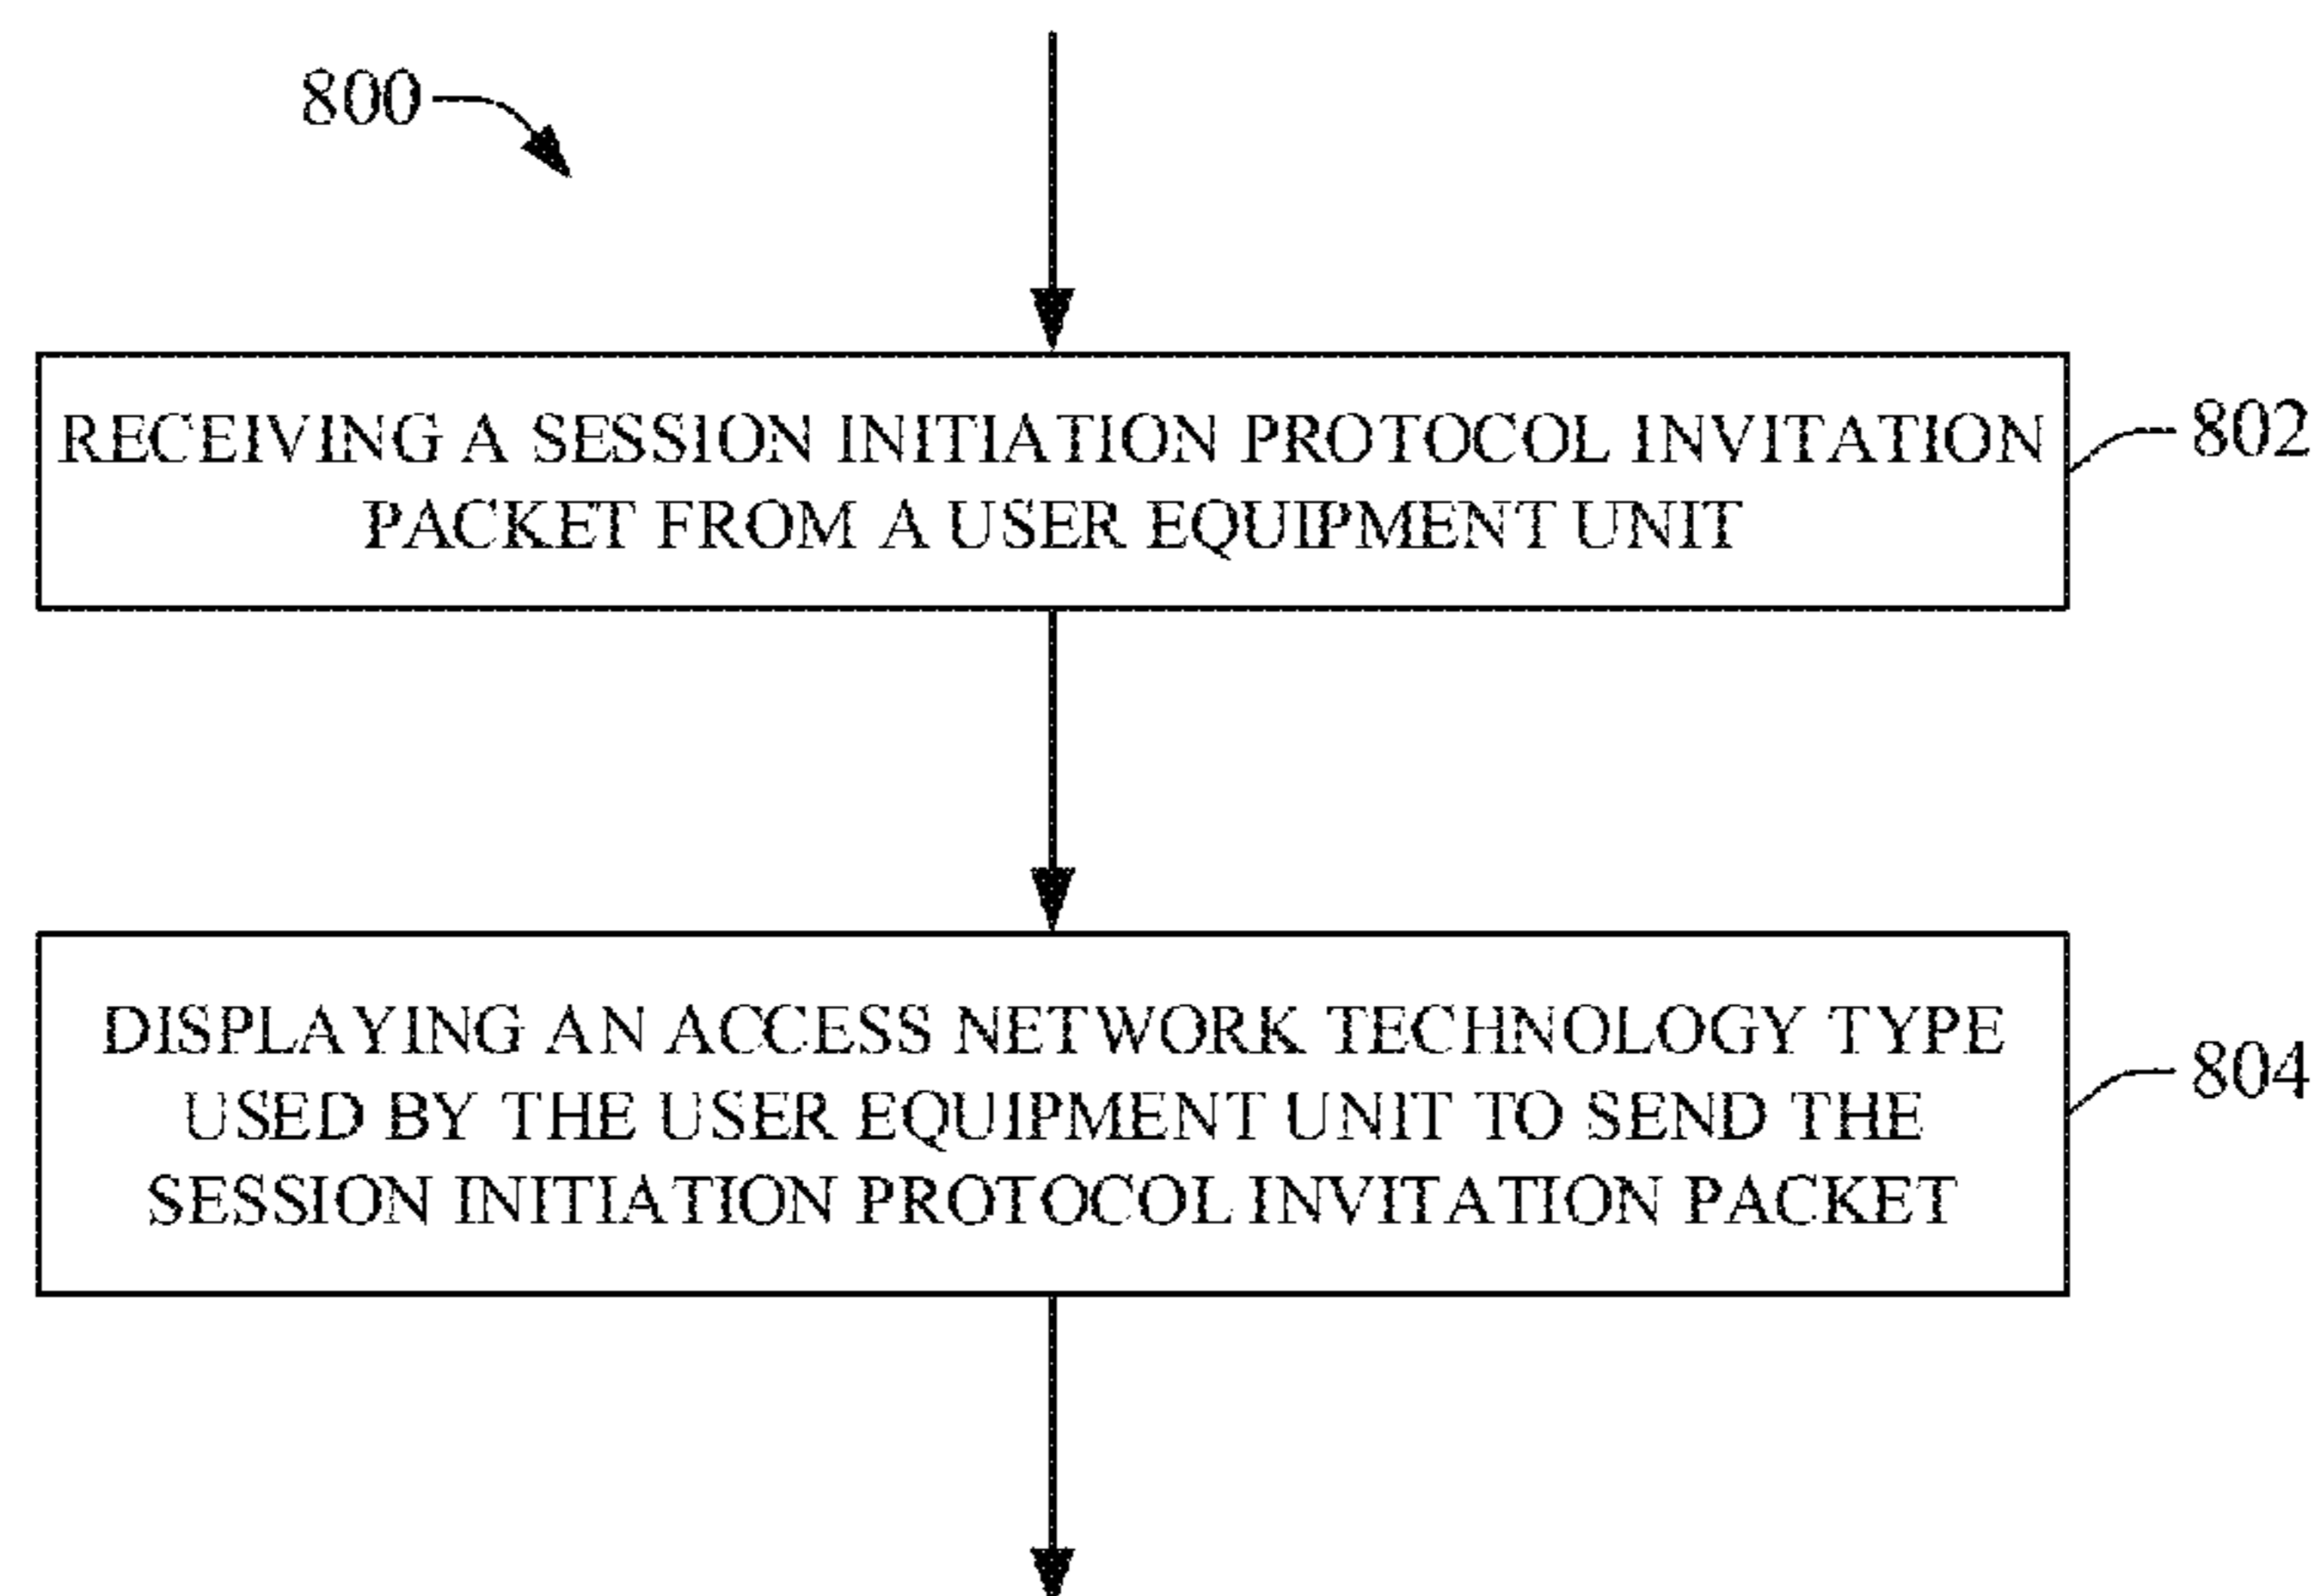 800
RECEIVING A SESSION INITIATION PROTOCOL INVITATION
PACKET FROM A USER EQUIPMENT UNIT
802
DISPLAYING AN ACCESS NETWORK TECHNOLOGY TYPE
USED BY THE USER EQUIPMENT UNIT TO SEND THE
SESSION INITIATION PROTOCOL INVITATION PACKET
804